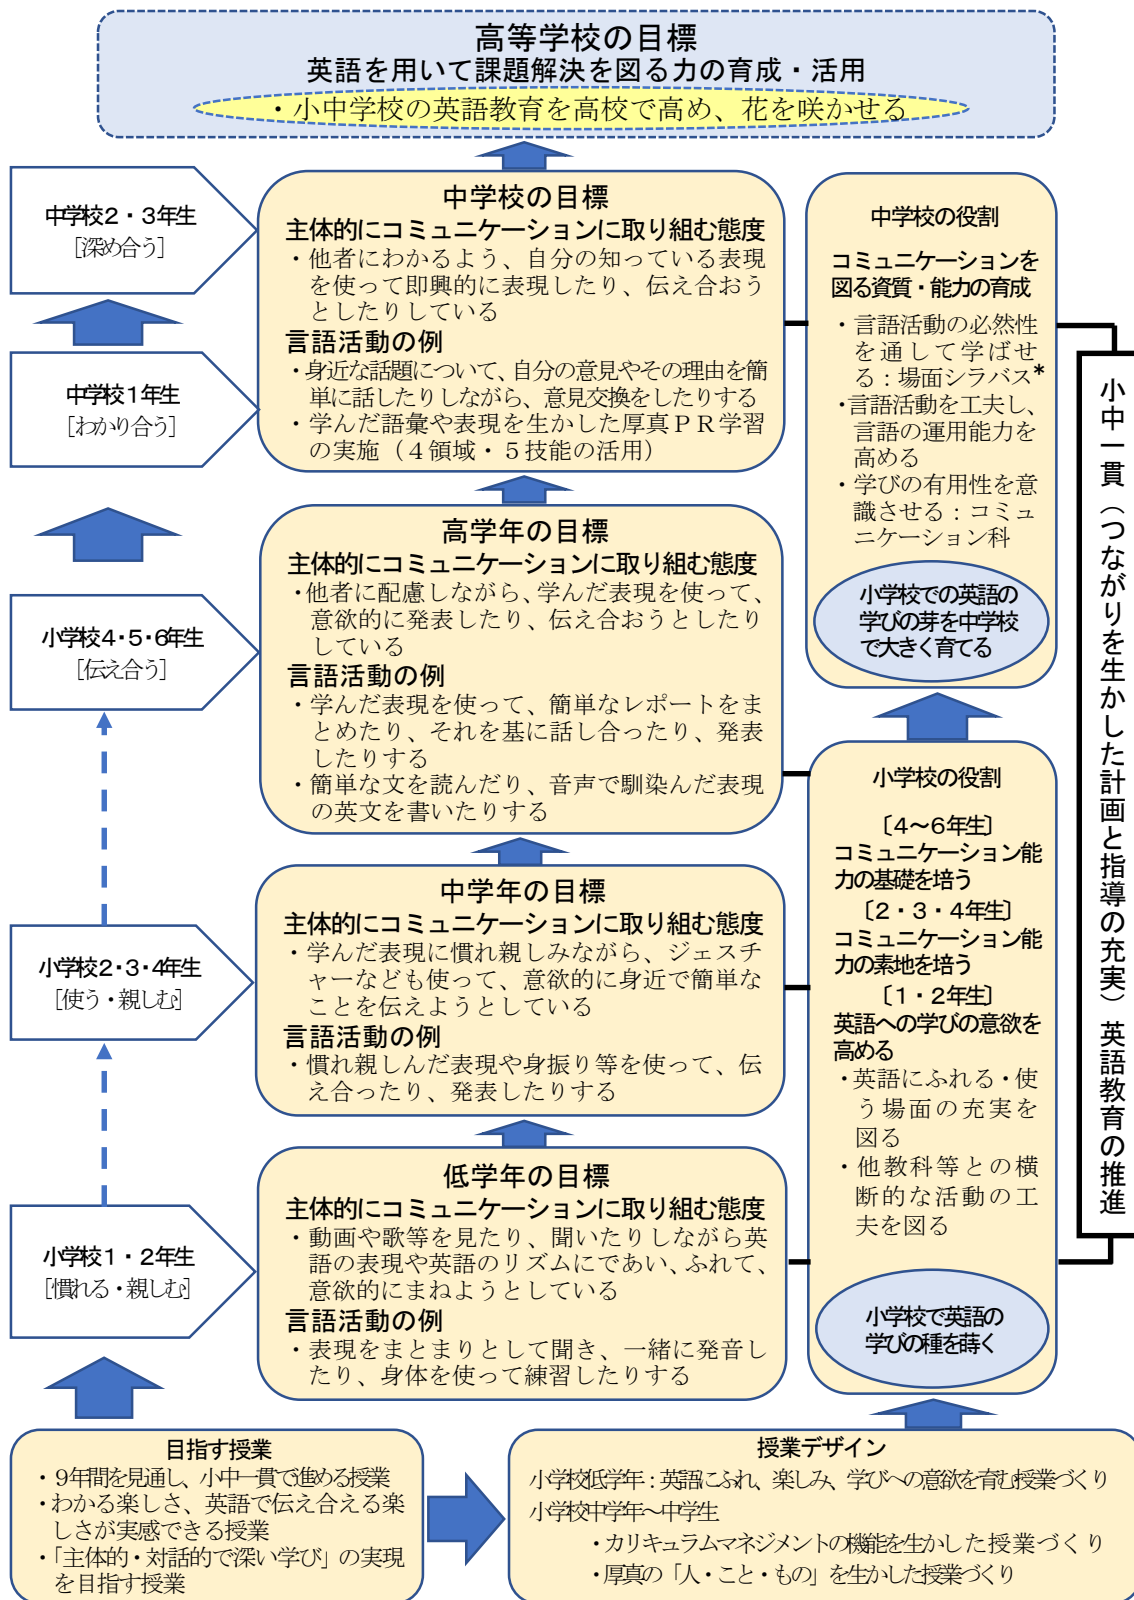 高等学校の目標
英語を用いて課題解決を図る力の育成・活用
・小中学校の英語教育を高校で高め、花を咲かせる
中学校2・3年生
[深め合う]
中学校1年生
[わかり合う]
小学校4・5・6年生
[伝え合う]
小学校2・3・4年生
[使う・親しむ]
小学校1・2年生
[慣れる・親しむ]
中学校の目標
主体的にコミュニケーションに取り組む態度
・他者にわかるよう、自分の知っている表現
を使って即興的に表現したり、伝え合おう
としたりしている
言語活動の例
・身近な話題について、自分の意見やその理由を簡
単に話したりしながら、意見交換をしたりする
・学んだ語彙や表現を生かした厚真PR学習
の実施（4領域・5技能の活用）
高学年の目標
主体的にコミュニケーションに取り組む態度
・他者に配慮しながら、学んだ表現を使って、
意欲的に発表したり、伝え合おうとしたり
している
言語活動の例
・学んだ表現を使って、簡単なレポートをま
とめたり、それを基に話し合ったり、発表
したりする
・簡単な文を読んだり、音声で馴染んだ表現
の英文を書いたりする
中学年の目標
主体的にコミュニケーションに取り組む態度
・学んだ表現に慣れ親しみながら、ジェスチ
ャーなども使って、意欲的に身近で簡単な
ことを伝えようとしている
言語活動の例
・慣れ親しんだ表現や身振り等を使って、伝
え合ったり、発表したりする
低学年の目標
主体的にコミュニケーションに取り組む態度
・動画や歌等を見たり、聞いたりしながら英
語の表現や英語のリズムにであい、ふれて、
意欲的にまねようとしている
言語活動の例
・表現をまとまりとして聞き、一緒に発音し
たり、身体を使って練習したりする
中学校の役割
コミュニケーションを
図る資質・能力の育成
・言語活動の必然性
を通して学ばせ
る：場面シラバス*
・言語活動を工夫し、
言語の運用能力を
高める
・学びの有用性を意
識させる：コミュ
ニケーション科
小学校での英語の
学びの芽を中学校
で大きく育てる
小学校の役割
〔4～6年生〕
コミュニケーション能
力の基礎を培う
〔2・3・4年生〕
コミュニケーション能
力の素地を培う
〔1・2年生〕
英語への学びの意欲を
高める
・英語にふれる・使
う場面の充実を
図る
・他教科等との横
断的な活動の工
夫を図る
小学校で英語の
学びの種を蒔く
小中一貫（つながりを生かした計画と指導の充実）英語教育の推進
目指す授業
・9年間を見通し、小中一貫で進める授業
・わかる楽しさ、英語で伝え合える楽
しさが実感できる授業
・「主体的・対話的で深い学び」の実現
を目指す授業
授業デザイン
小学校低学年：英語にふれ、楽しみ、学びへの意欲を育む授業づくり
小学校中学年～中学生
・カリキュラムマネジメントの機能を生かした授業づくり
・厚真の「人・こと・もの」を生かした授業づくり